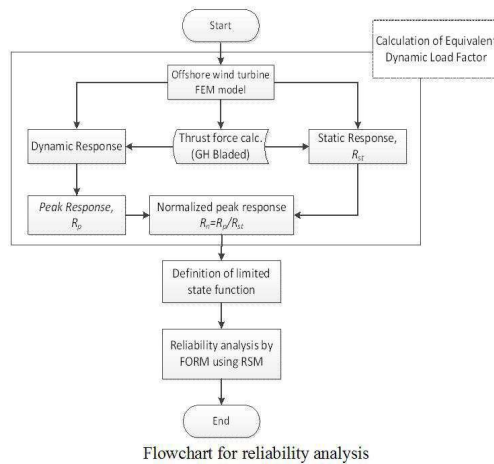 Start
Calculation of Equivalent
Dynamic Load Factor
Offshore wind turbine
FEM model
Dynamic Response
Thrust force calc.
(GH Bladed)
Static Response,
Rst
Peak Response,
Rp
Normalized peak response
Rn=Rp/Rst
Definition of limited
state function
Reliability analysis by
FORM using RSM
End
Flowchart for reliability analysis